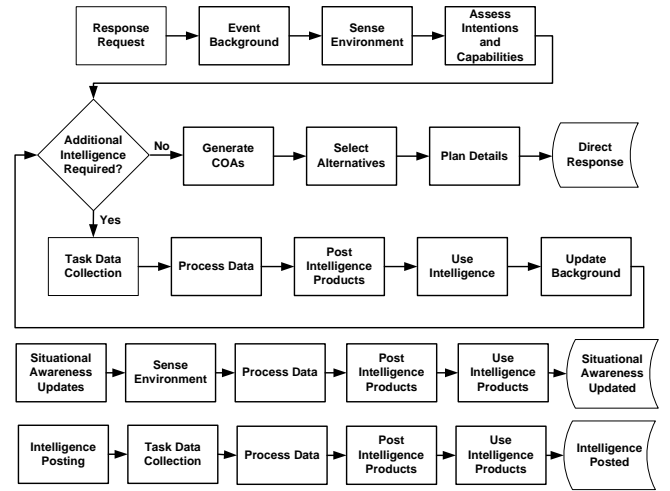 Response
Request
Event
Background
Sense
Environment
Assess
Intentions
and
Capabilities
Additional
Intelligence
Required?
No
Generate
COAs
Select
Alternatives
Plan Details
Direct
Response
Yes
Task Data
Collection
Process Data
Post
Intelligence
Products
Use
Intelligence
Update
Background
Situational
Awareness
Updates
Sense
Environment
Process Data
Post
Intelligence
Products
Use
Intelligence
Products
Situational
Awareness
Updated
Intelligence
Posting
Task Data
Collection
Process Data
Post
Intelligence
Products
Use
Intelligence
Products
Intelligence
Posted